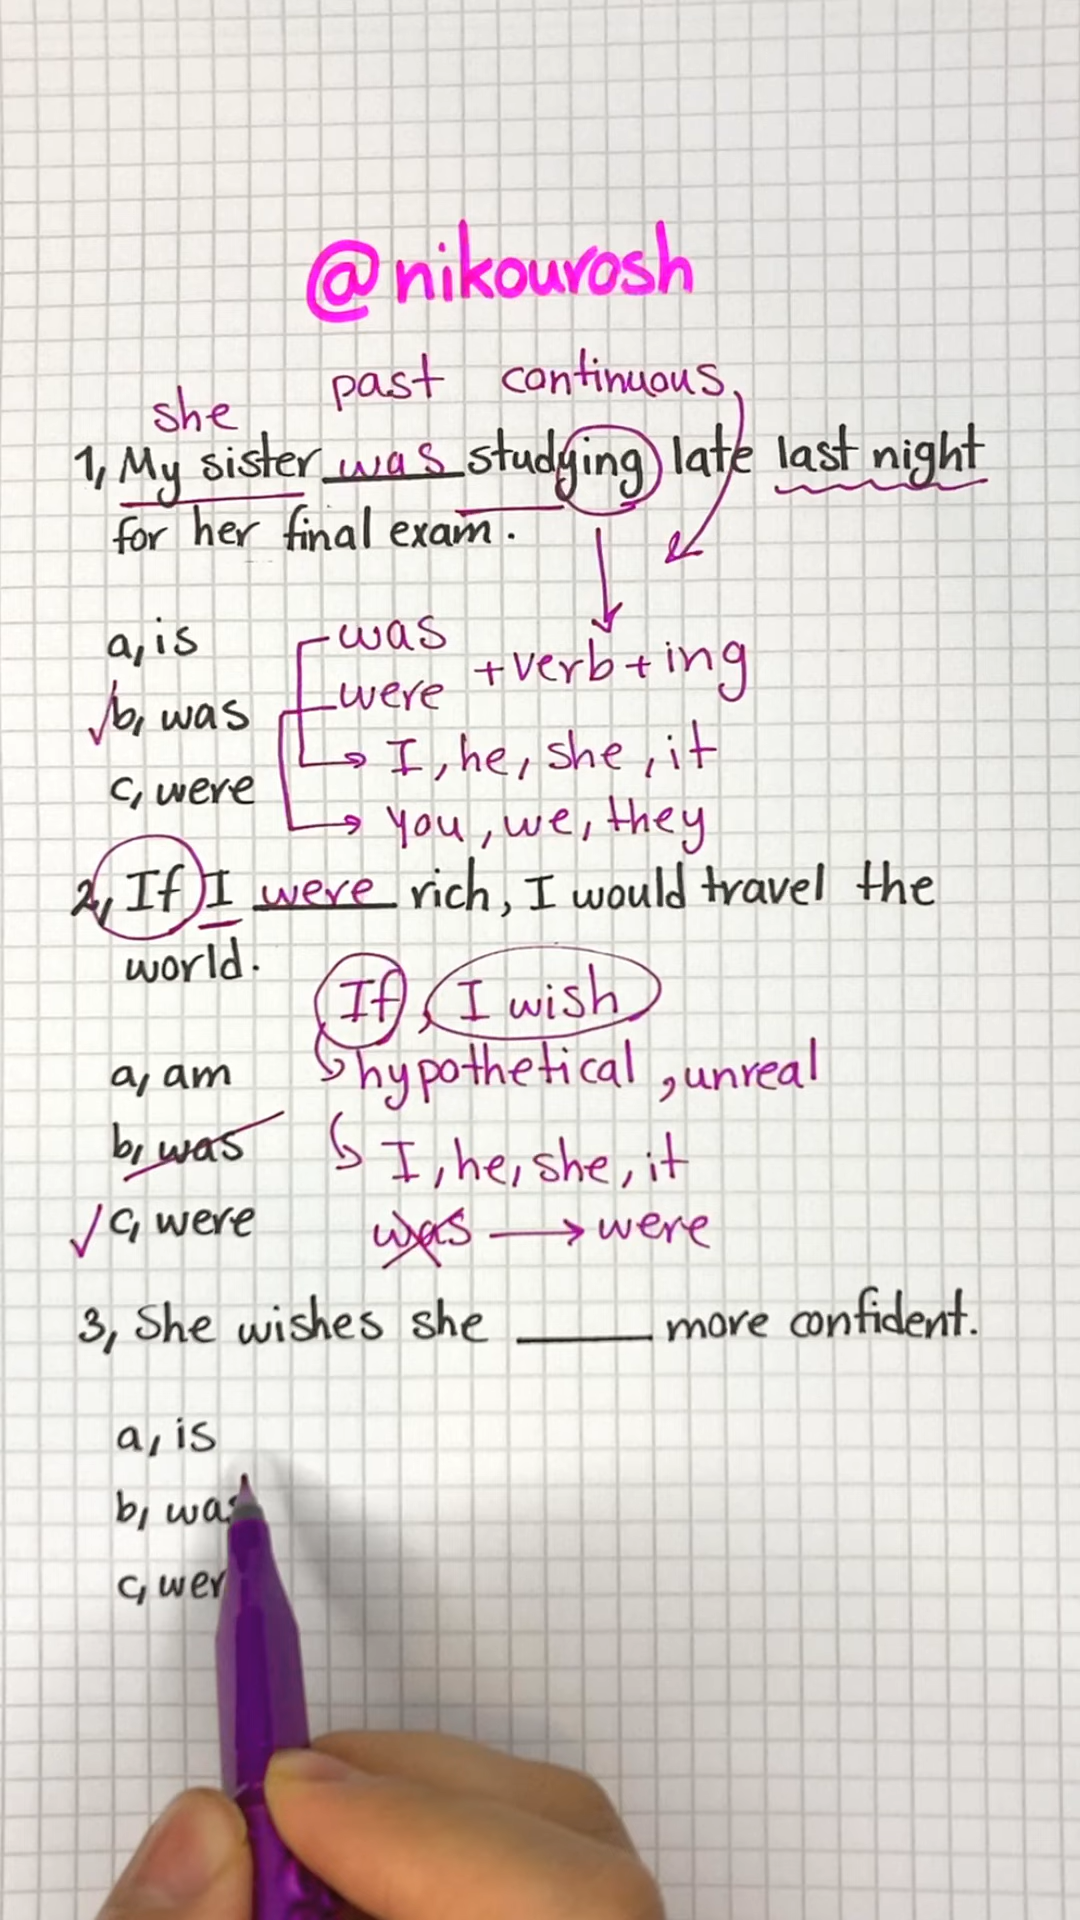 @nikourosh
she past continuous
1, My sister was studying late last night
for her final exam.
a, is
was
were
+verb+ing
b, was
I, he, she, it
c, were
you, we, they
2, If I were rich, I would travel the
world.
If, I wish
a, am
hypothetical, unreal
b, was
I, he, she, it
c, were
was → were
3, She wishes she ____ more confident.
a, is
b,
c,